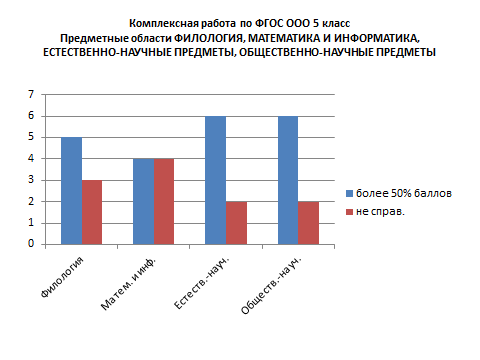 Комплексная работа по ФГОС ООО 5 класс
Предметные области ФИЛОЛОГИЯ, МАТЕМАТИКА И ИНФОРМАТИКА,
ЕСТЕСТВЕННО-НАУЧНЫЕ ПРЕДМЕТЫ, ОБЩЕСТВЕННО-НАУЧНЫЕ ПРЕДМЕТЫ
7
6
5
4
3
2
1
0
Филология
Матем. и инф.
Естеств.-науч.
Обществ.-науч.
более 50% баллов
не справ.